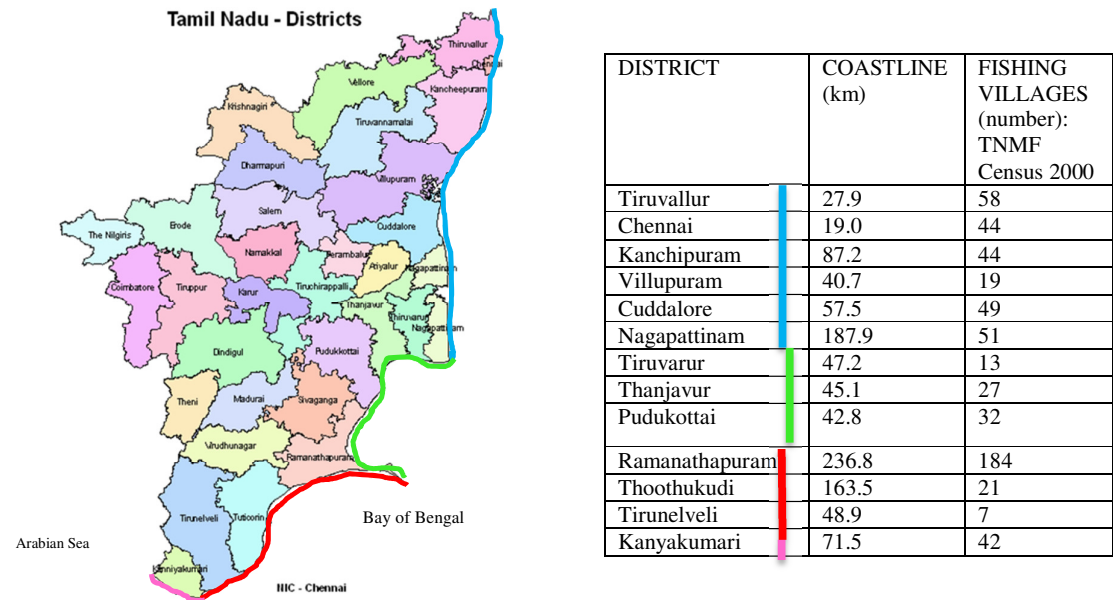 Tamil Nadu - Districts
Thiruvallur
Chennai
Vellore
Kancheepuram
Krishnagiri
Tiruvannamalai
Dharmapuri
Villupuram
Salem
Erode
Cuddalore
The Nilgiris
Namakkal
Perambalur
Ariyalur
Nagapattinam
Coimbatore
Tiruppur
Karur
Tiruchirappalli
Thanjavur
Thiruvarur
Nagapattinam
Dindigul
Pudukkottai
Theni
Madurai
Sivaganga
Virudhunagar
Ramanathapuram
Tirunelveli
Tuticorin
Bay of Bengal
Arabian Sea
Kanniyakumari
NIC - Chennai
DISTRICT COASTLINE (km) FISHING VILLAGES (number): TNMF Census 2000
Tiruvallur 27.9 58
Chennai 19.0 44
Kanchipuram 87.2 44
Villupuram 40.7 19
Cuddalore 57.5 49
Nagapattinam 187.9 51
Tiruvarur 47.2 13
Thanjavur 45.1 27
Pudukottai 42.8 32
Ramanathapuram 236.8 184
Thoothukudi 163.5 21
Tirunelveli 48.9 7
Kanyakumari 71.5 42